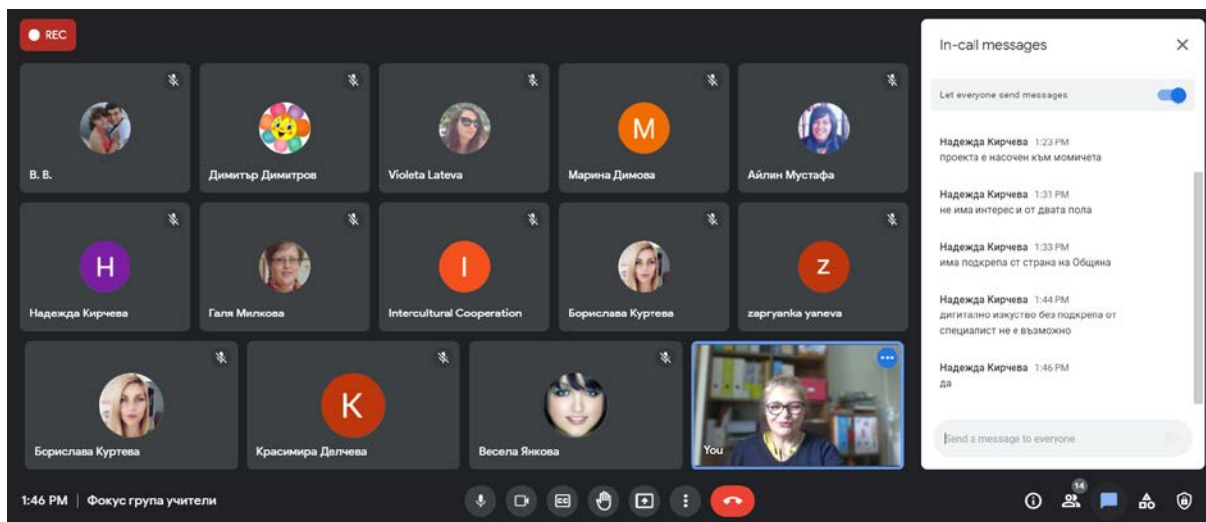 REC
In-call messages
Let everyone send messages
B. B.
Димитър Димитров
Violeta Lateva
M
Марина Димова
Айлин Мустафа
H
Надежда Кирчева
Галя Милкова
I
Intercultural Cooperation
Борислава Куртева
z
zapryanka yaneva
Борислава Куртева
K
Красимира Делчева
Весела Янкова
You
Надежда Кирчева 1:23 PM
проекта е насочен към момичета
Надежда Кирчева 1:31 PM
не има интерес и от двата пола
Надежда Кирчева 1:33 PM
има подкрепа от страна на Община
Надежда Кирчева 1:44 PM
дигитално изкуство без подкрепа от
специалист не е възможно
Надежда Кирчева 1:46 PM
да
Send a message to everyone
1:46 PM | Фокус група учители
CC
14